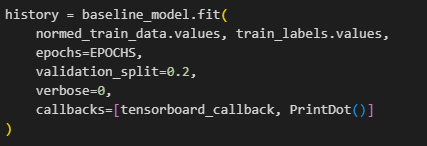 history = baseline_model.fit(
    normed_train_data.values, train_labels.values,
    epochs=EPOCHS,
    validation_split=0.2,
    verbose=0,
    callbacks=[tensorboard_callback, PrintDot()]
)